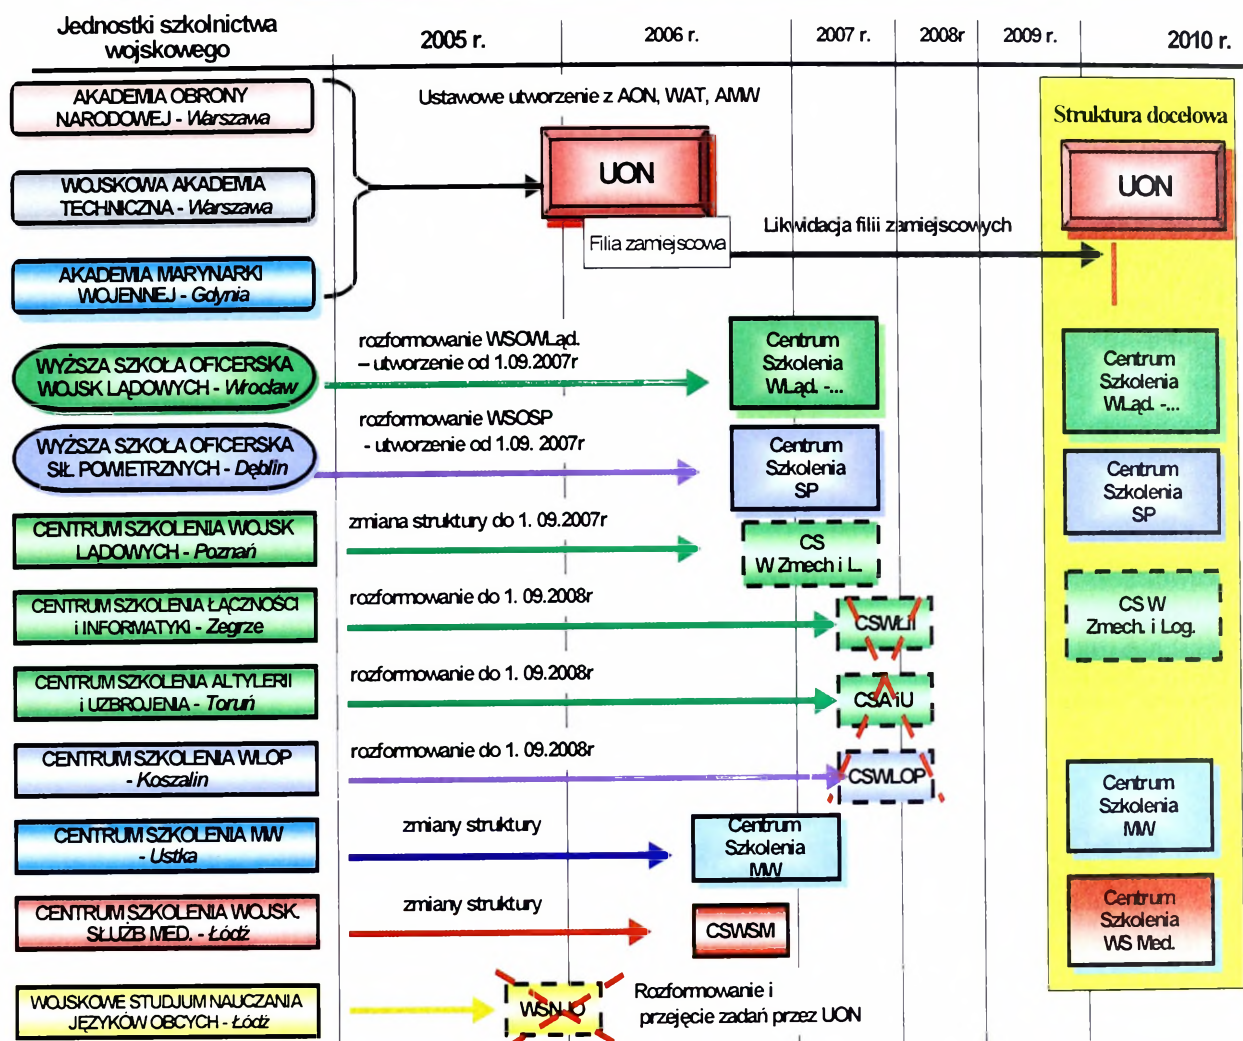 Jednostki szkolnictwa
wojskowego
2005 r.
2006 r.
2007 r.
2008r
2009 r.
2010 r.
AKADEMIA OBRONY
NARODOWEJ - Warszawa
WOJSKOWA AKADEMIA
TECHNICZNA - Warszawa
AKADEMIA MARYNARKI
WOJENNEJ - Gdynia
Ustawowe utworzenie z AON, WAT, AMW
UON
Filia zamiejscowa
Likwidacja filii zamiejscowych
Struktura docelowa
UON
WYŻSZA SZKOŁA OFICERSKA
WOJSK LĄDOWYCH - Wrocław
rozformowanie WSOWLąd.
– utworzenie od 1.09.2007r
Centrum
Szkolenia
WLąd. -...
Centrum
Szkolenia
WLąd. -...
WYŻSZA SZKOŁA OFICERSKA
SIŁ POWIETRZNYCH - Dęblin
rozformowanie WSOSP
- utworzenie od 1.09. 2007r
Centrum
Szkolenia
SP
Centrum
Szkolenia
SP
CENTRUM SZKOLENIA WOJSK
LĄDOWYCH - Poznań
zmiana struktury do 1. 09.2007r
CS
W Zmech i L.
CS W
Zmech. i Log.
CENTRUM SZKOLENIA ŁĄCZNOŚCI
i INFORMATYKI - Zegrze
rozformowanie do 1. 09.2008r
CSWŁiI
CENTRUM SZKOLENIA ALTYLERII
i UZBROJENIA - Toruń
rozformowanie do 1. 09.2008r
CSAiU
CENTRUM SZKOLENIA WLOP
- Koszalin
rozformowanie do 1. 09.2008r
CSWLOP
CENTRUM SZKOLENIA MW
- Ustka
zmiany struktury
Centrum
Szkolenia
MW
Centrum
Szkolenia
MW
CENTRUM SZKOLENIA WOJSK.
SŁUŻB MED. - Łódź
zmiany struktury
CSWSM
Centrum
Szkolenia
WS Med.
WOJSKOWE STUDJUM NAUCZANIA
JĘZYKÓW OBCYCH - Łódź
WSNJO
Rozformowanie i
przejęcie zadań przez UON